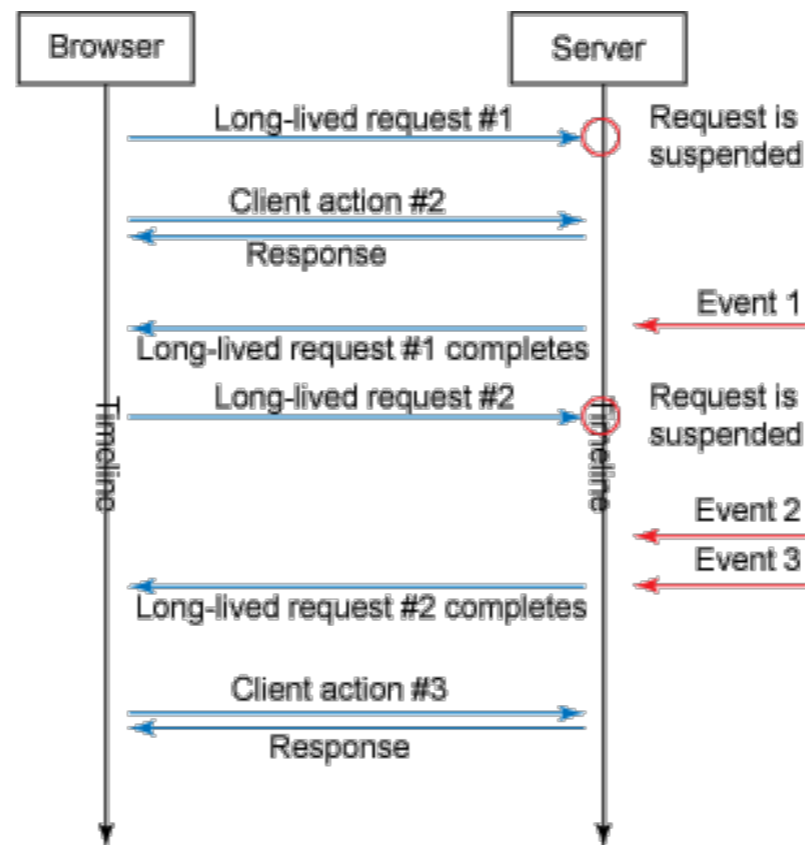 Browser
Server
Long-lived request #1
Request is
suspended
Client action #2
Response
Event 1
Long-lived request #1 completes
Long-lived request #2
Request is
suspended
Timeline
Timeline
Event 2
Event 3
Long-lived request #2 completes
Client action #3
Response